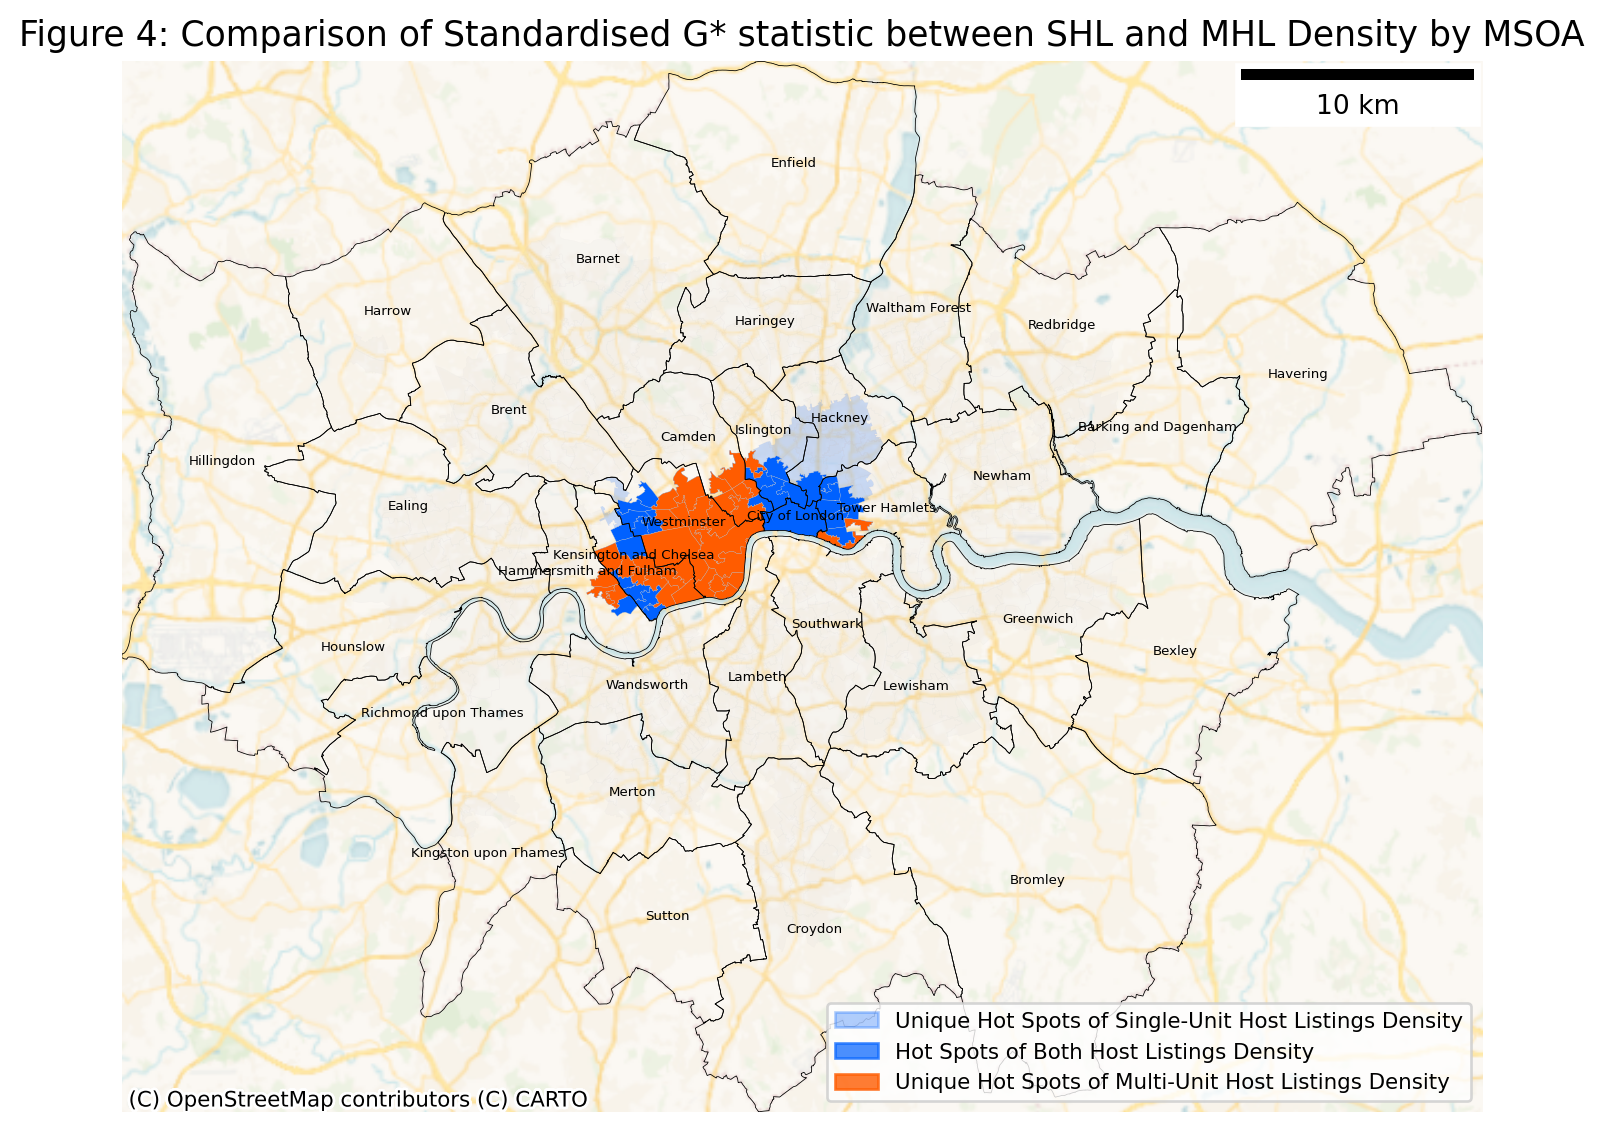 Figure 4: Comparison of Standardised G* statistic between SHL and MHL Density by MSOA
10 km
Enfield
Barnet
Harrow
Haringey
Waltham Forest
Redbridge
Havering
Brent
Hackney
Barking and Dagenham
Camden
Islington
Hillingdon
Newham
Ealing
Westminster
City of London
Tower Hamlets
Kensington and Chelsea
Hammersmith and Fulham
Southwark
Greenwich
Hounslow
Bexley
Wandsworth
Lambeth
Lewisham
Richmond upon Thames
Merton
Kingston upon Thames
Bromley
Sutton
Croydon
Unique Hot Spots of Single-Unit Host Listings Density
Hot Spots of Both Host Listings Density
Unique Hot Spots of Multi-Unit Host Listings Density
(C) OpenStreetMap contributors (C) CARTO